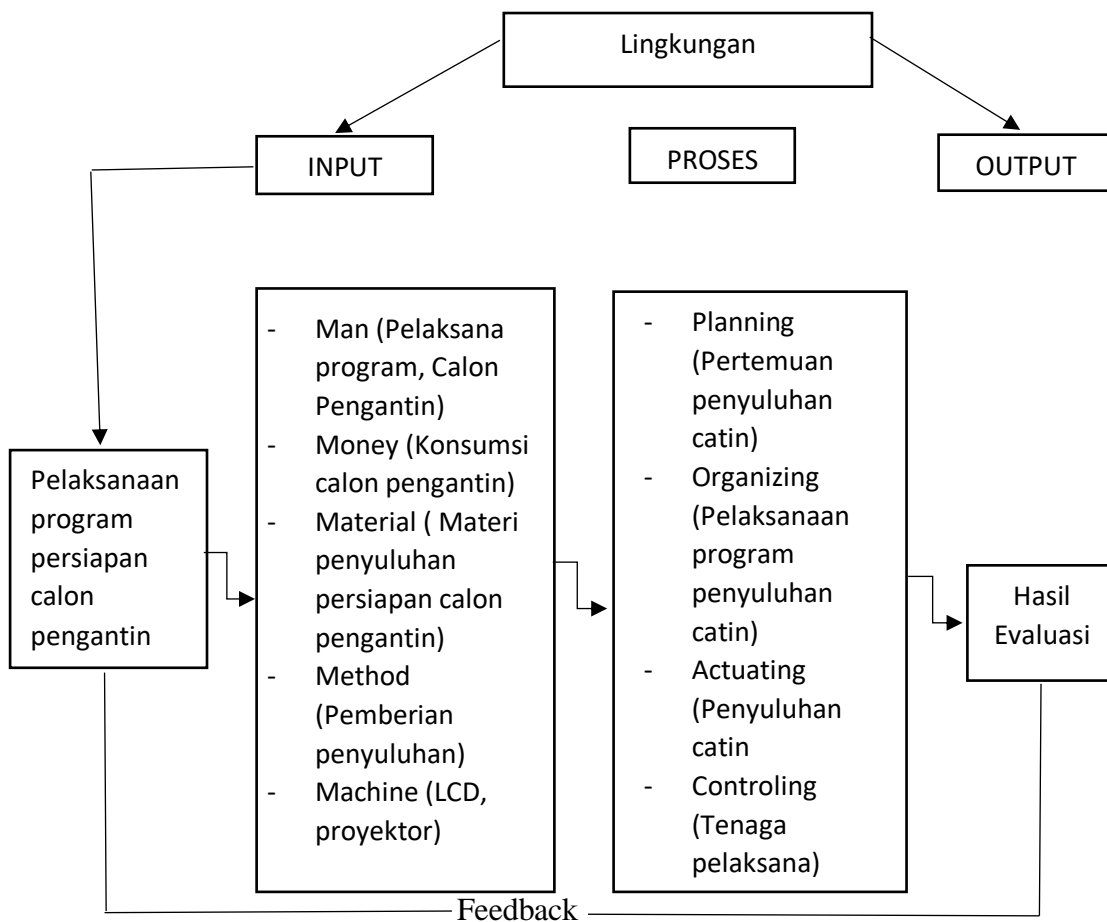 Lingkungan
INPUT
PROSES
OUTPUT
Pelaksanaan
program
persiapan
calon
pengantin
- Man (Pelaksana
program, Calon
Pengantin)
- Money (Konsumsi
calon pengantin)
- Material ( Materi
penyuluhan
persiapan calon
pengantin)
- Method
(Pemberian
penyuluhan)
- Machine (LCD,
proyektor)
- Planning
(Pertemuan
penyuluhan
catin)
- Organizing
(Pelaksanaan
program
penyuluhan
catin)
- Actuating
(Penyuluhan
catin
- Controling
(Tenaga
pelaksana)
Hasil
Evaluasi
Feedback